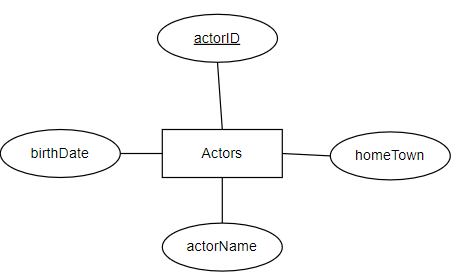 actorID
birthDate
Actors
homeTown
actorName